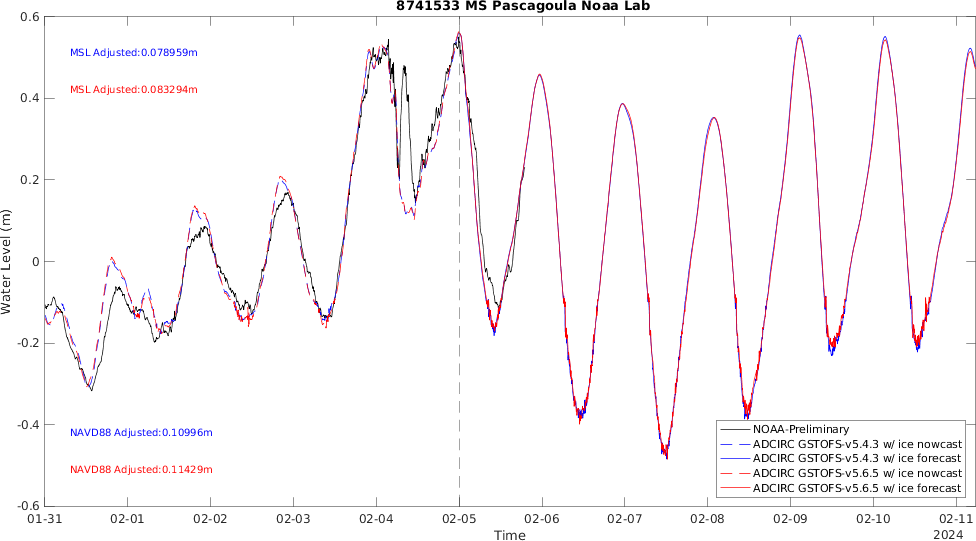 8741533 MS Pascagoula Noaa Lab
0.6
0.4
0.2
0
-0.2
-0.4
-0.6
Water Level (m)
MSL Adjusted:0.078959m
MSL Adjusted:0.083294m
NAVD88 Adjusted:0.10996m
NAVD88 Adjusted:0.11429m
NOAA-Preliminary
ADCIRC GSTOFS-v5.4.3 w/ ice nowcast
ADCIRC GSTOFS-v5.4.3 w/ ice forecast
ADCIRC GSTOFS-v5.6.5 w/ ice nowcast
ADCIRC GSTOFS-v5.6.5 w/ ice forecast
01-31 02-01 02-02 02-03 02-04 02-05 02-06 02-07 02-08 02-09 02-10 02-11
Time
2024